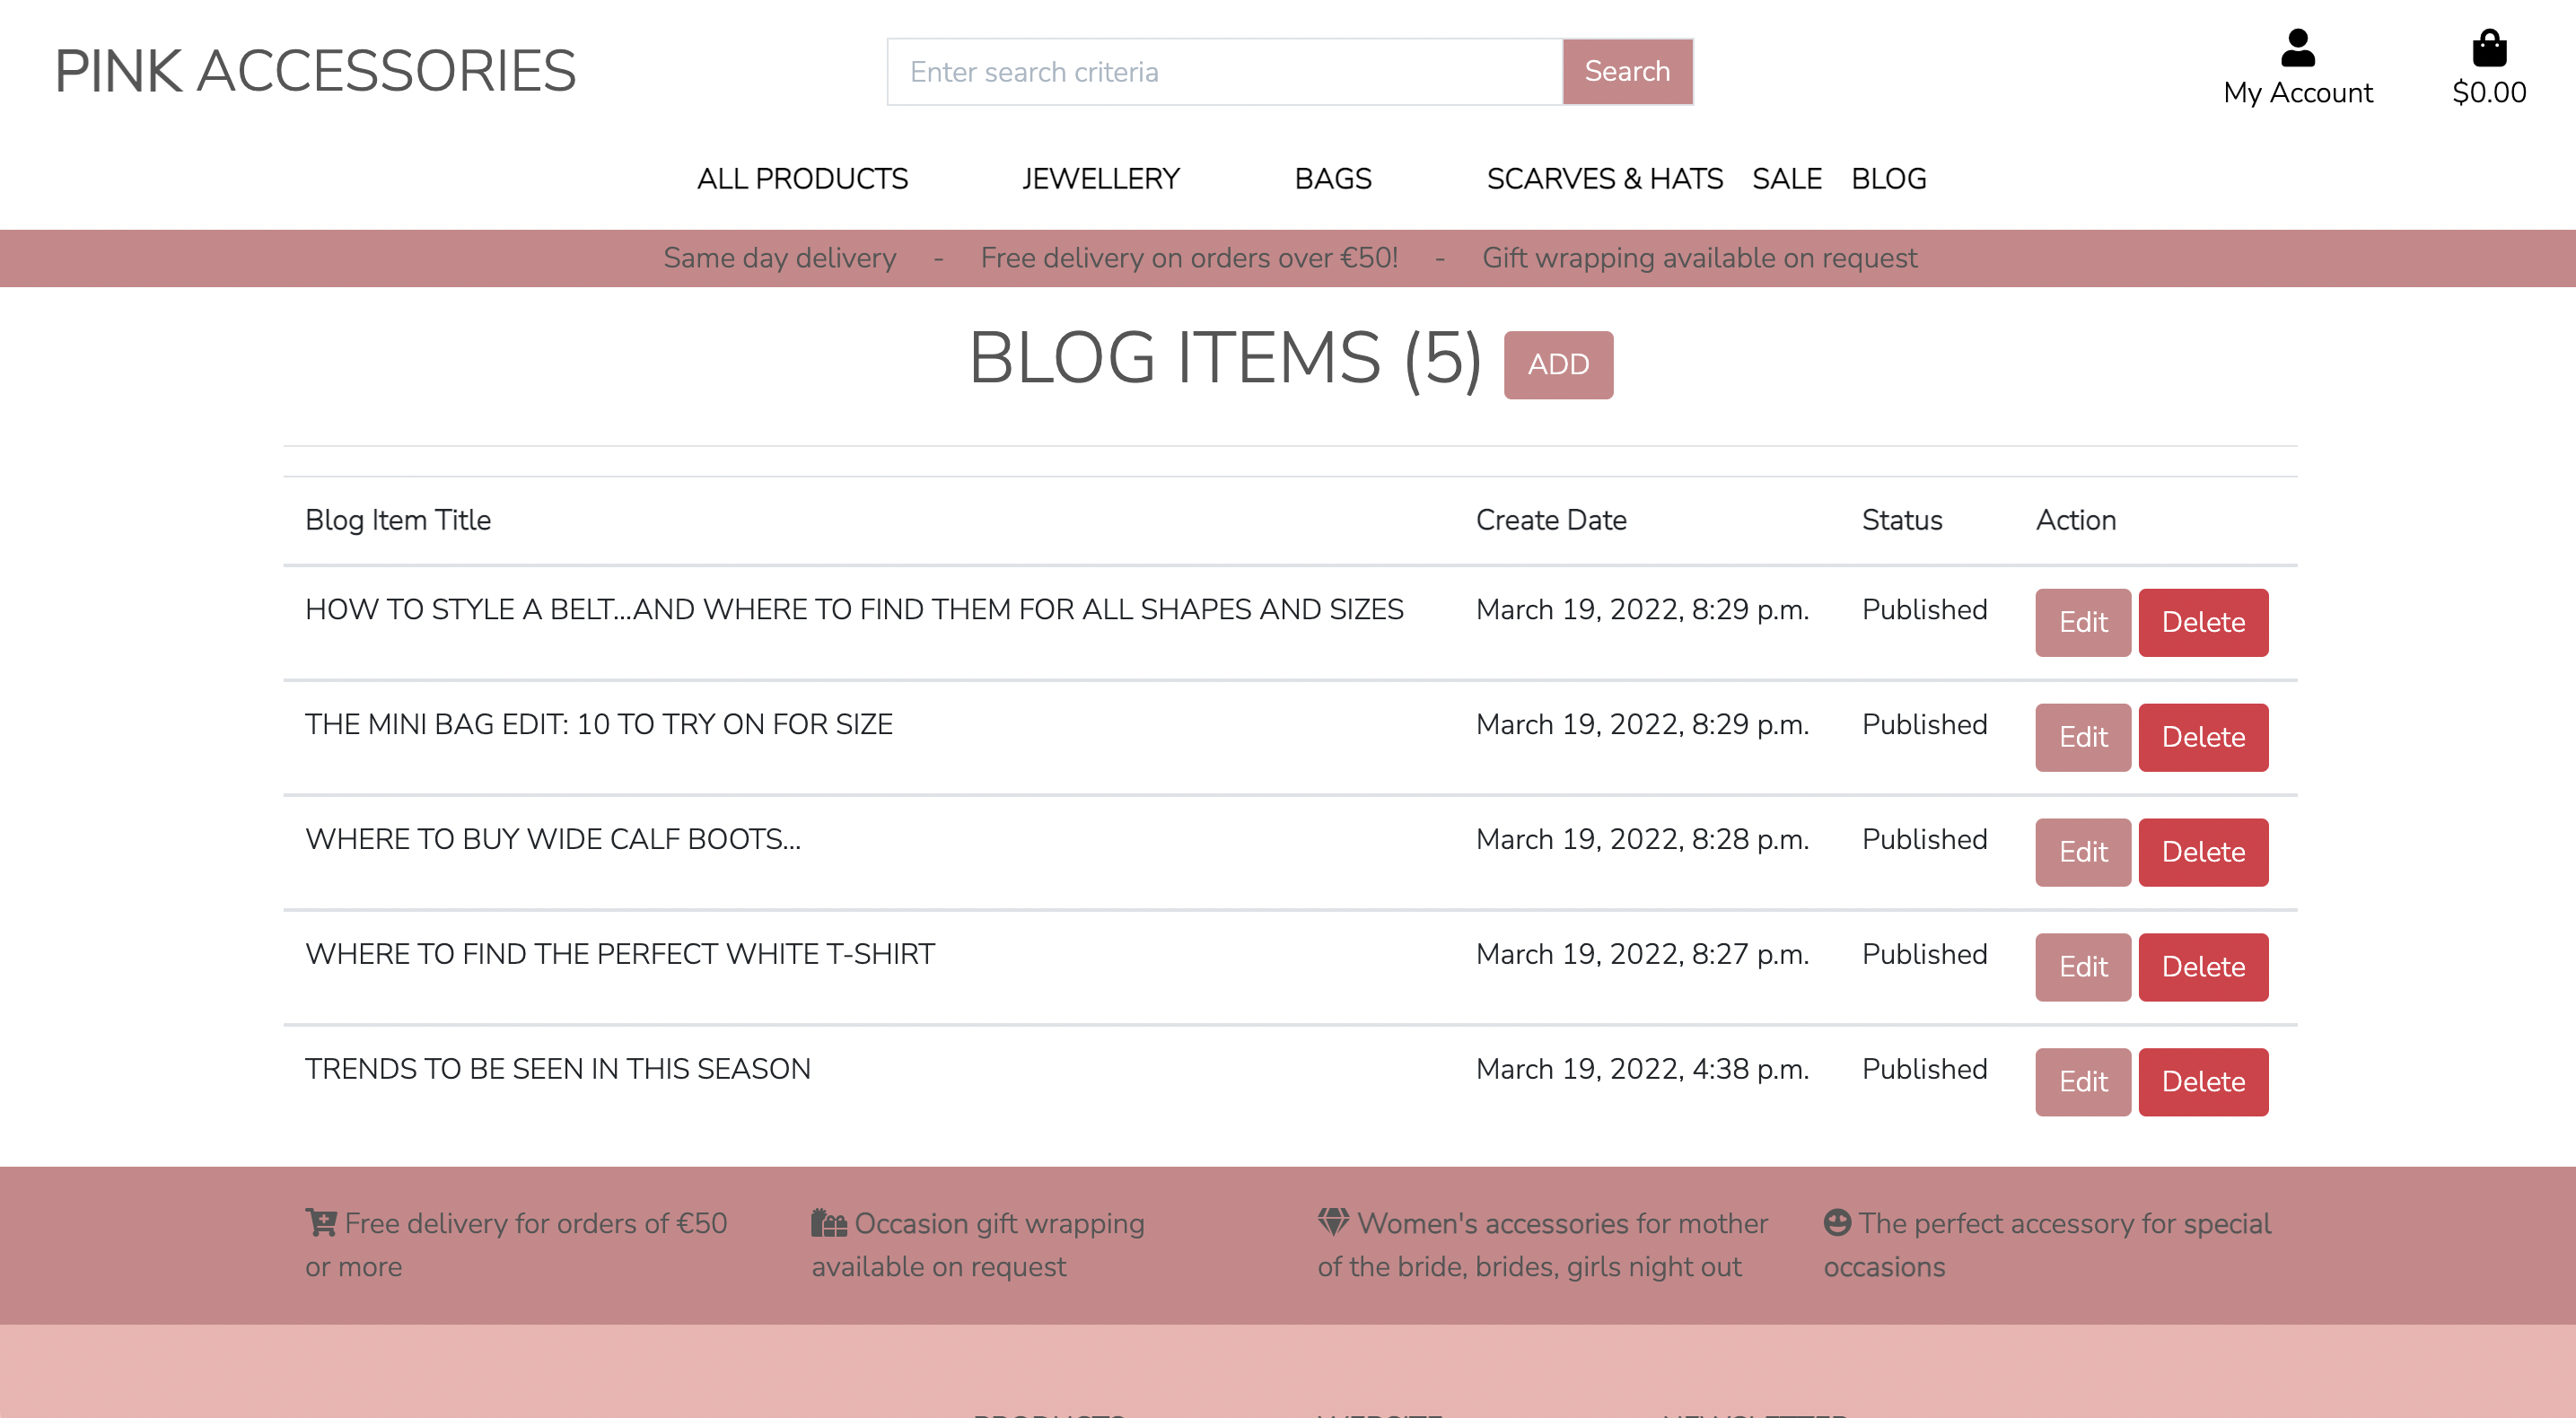 PINK ACCESSORIES
Enter search criteria
Search
My Account
$0.00
ALL PRODUCTS JEWELLERY BAGS SCARVES & HATS SALE BLOG
Same day delivery - Free delivery on orders over €50! - Gift wrapping available on request
BLOG ITEMS (5) ADD
Blog Item Title Create Date Status Action
HOW TO STYLE A BELT...AND WHERE TO FIND THEM FOR ALL SHAPES AND SIZES March 19, 2022, 8:29 p.m. Published Edit Delete
THE MINI BAG EDIT: 10 TO TRY ON FOR SIZE March 19, 2022, 8:29 p.m. Published Edit Delete
WHERE TO BUY WIDE CALF BOOTS... March 19, 2022, 8:28 p.m. Published Edit Delete
WHERE TO FIND THE PERFECT WHITE T-SHIRT March 19, 2022, 8:27 p.m. Published Edit Delete
TRENDS TO BE SEEN IN THIS SEASON March 19, 2022, 4:38 p.m. Published Edit Delete
Free delivery for orders of €50
or more
Occasion gift wrapping
available on request
Women's accessories for mother
of the bride, brides, girls night out
The perfect accessory for special
occasions
PRODUCTS WEBSITE NEWSLETTER